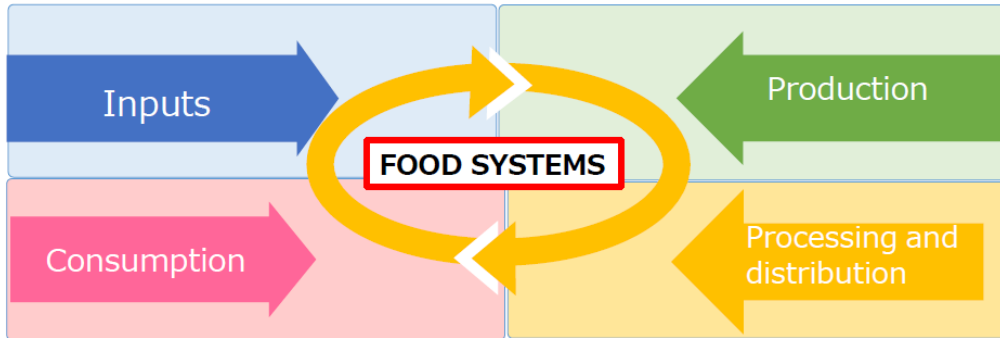 Inputs
Production
FOOD SYSTEMS
Consumption
Processing and
distribution